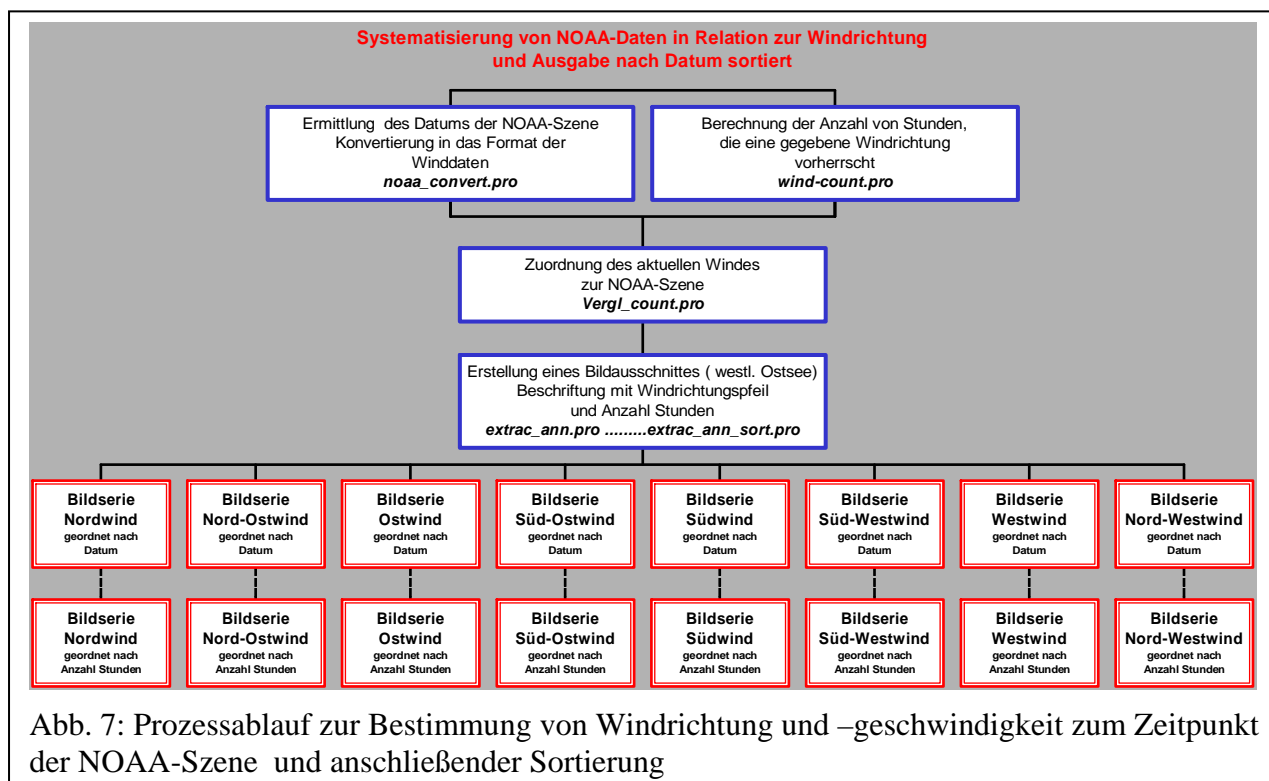 Systematisierung von NOAA-Daten in Relation zur Windrichtung
und Ausgabe nach Datum sortiert
Ermittlung des Datums der NOAA-Szene
Konvertierung in das Format der
Winddaten
noaa_convert.pro
Berechnung der Anzahl von Stunden,
die eine gegebene Windrichtung
vorherrscht
wind-count.pro
Zuordnung des aktuellen Windes
zur NOAA-Szene
Vergl_count.pro
Erstellung eines Bildausschnittes ( westl. Ostsee)
Beschriftung mit Windrichtungspfeil
und Anzahl Stunden
extrac_ann.pro .........extrac_ann_sort.pro
Bildserie
Nordwind
geordnet nach
Datum
Bildserie
Nord-Ostwind
geordnet nach
Datum
Bildserie
Ostwind
geordnet nach
Datum
Bildserie
Süd-Ostwind
geordnet nach
Datum
Bildserie
Südwind
geordnet nach
Datum
Bildserie
Süd-Westwind
geordnet nach
Datum
Bildserie
Westwind
geordnet nach
Datum
Bildserie
Nord-Westwind
geordnet nach
Datum
Bildserie
Nordwind
geordnet nach
Anzahl Stunden
Bildserie
Nord-Ostwind
geordnet nach
Anzahl Stunden
Bildserie
Ostwind
geordnet nach
Anzahl Stunden
Bildserie
Süd-Ostwind
geordnet nach
Anzahl Stunden
Bildserie
Südwind
geordnet nach
Anzahl Stunden
Bildserie
Süd-Westwind
geordnet nach
Anzahl Stunden
Bildserie
Westwind
geordnet nach
Anzahl Stunden
Bildserie
Nord-Westwind
geordnet nach
Anzahl Stunden
Abb. 7: Prozessablauf zur Bestimmung von Windrichtung und –geschwindigkeit zum Zeitpunkt
der NOAA-Szene und anschließender Sortierung